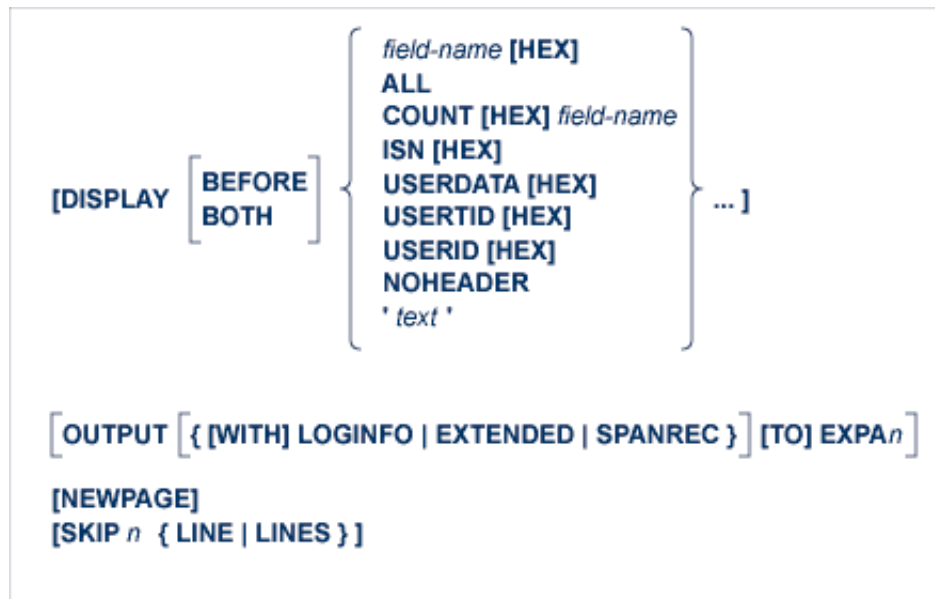 field-name [HEX]
ALL
COUNT [HEX] field-name
ISN [HEX]
[DISPLAY [BEFORE BOTH] USERDATA [HEX] ... ]
USERTID [HEX]
USERID [HEX]
NOHEADER
' text '
[OUTPUT [{ [WITH] LOGINFO | EXTENDED | SPANREC }] [TO] EXPAn]
[NEWPAGE]
[SKIP n { LINE | LINES } ]